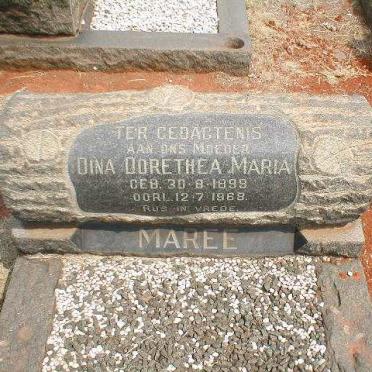 TER GEDAGTENIS
AAN ONS MOEDER
DINA DORETHEA MARIA
GEB. 30-8-1899
OORL. 12-7-1968.
RUS IN VREDE
MAREE